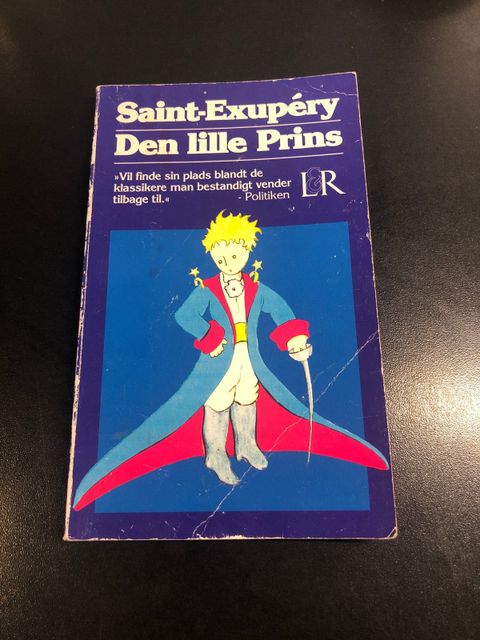 Saint-Exupéry
Den lille Prins
»Vil finde sin plads blandt de
klassikere man bestandigt vender
tilbage til.«
- Politiken
L&R